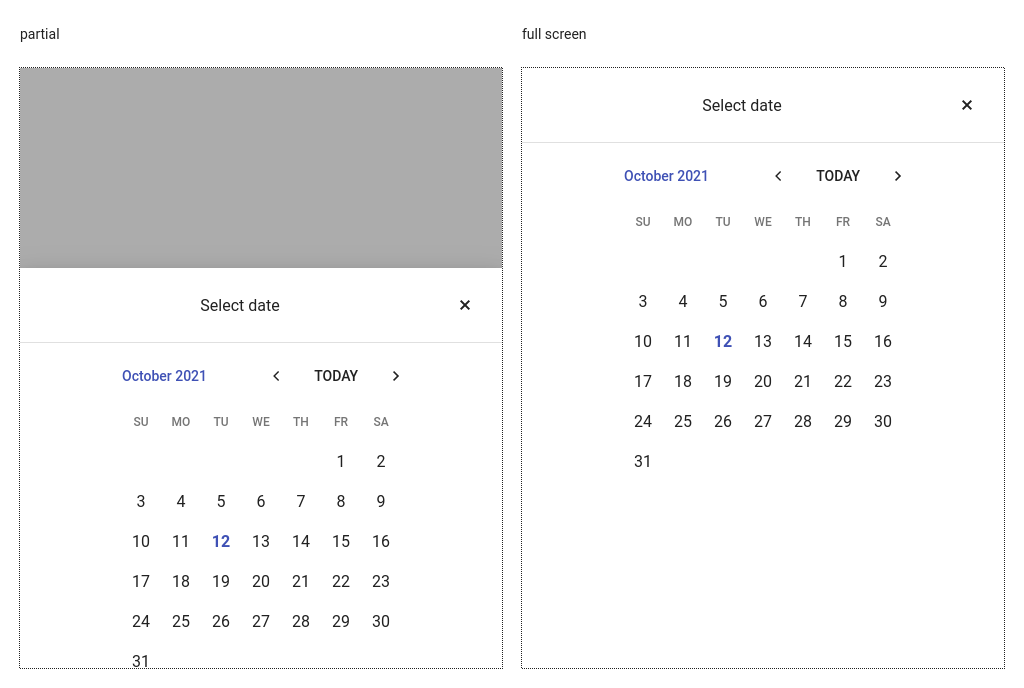 partial
Select date ×
October 2021 < TODAY >
SU MO TU WE TH FR SA
1 2
3 4 5 6 7 8 9
10 11 12 13 14 15 16
17 18 19 20 21 22 23
24 25 26 27 28 29 30
31
full screen
Select date ×
October 2021 < TODAY >
SU MO TU WE TH FR SA
1 2
3 4 5 6 7 8 9
10 11 12 13 14 15 16
17 18 19 20 21 22 23
24 25 26 27 28 29 30
31